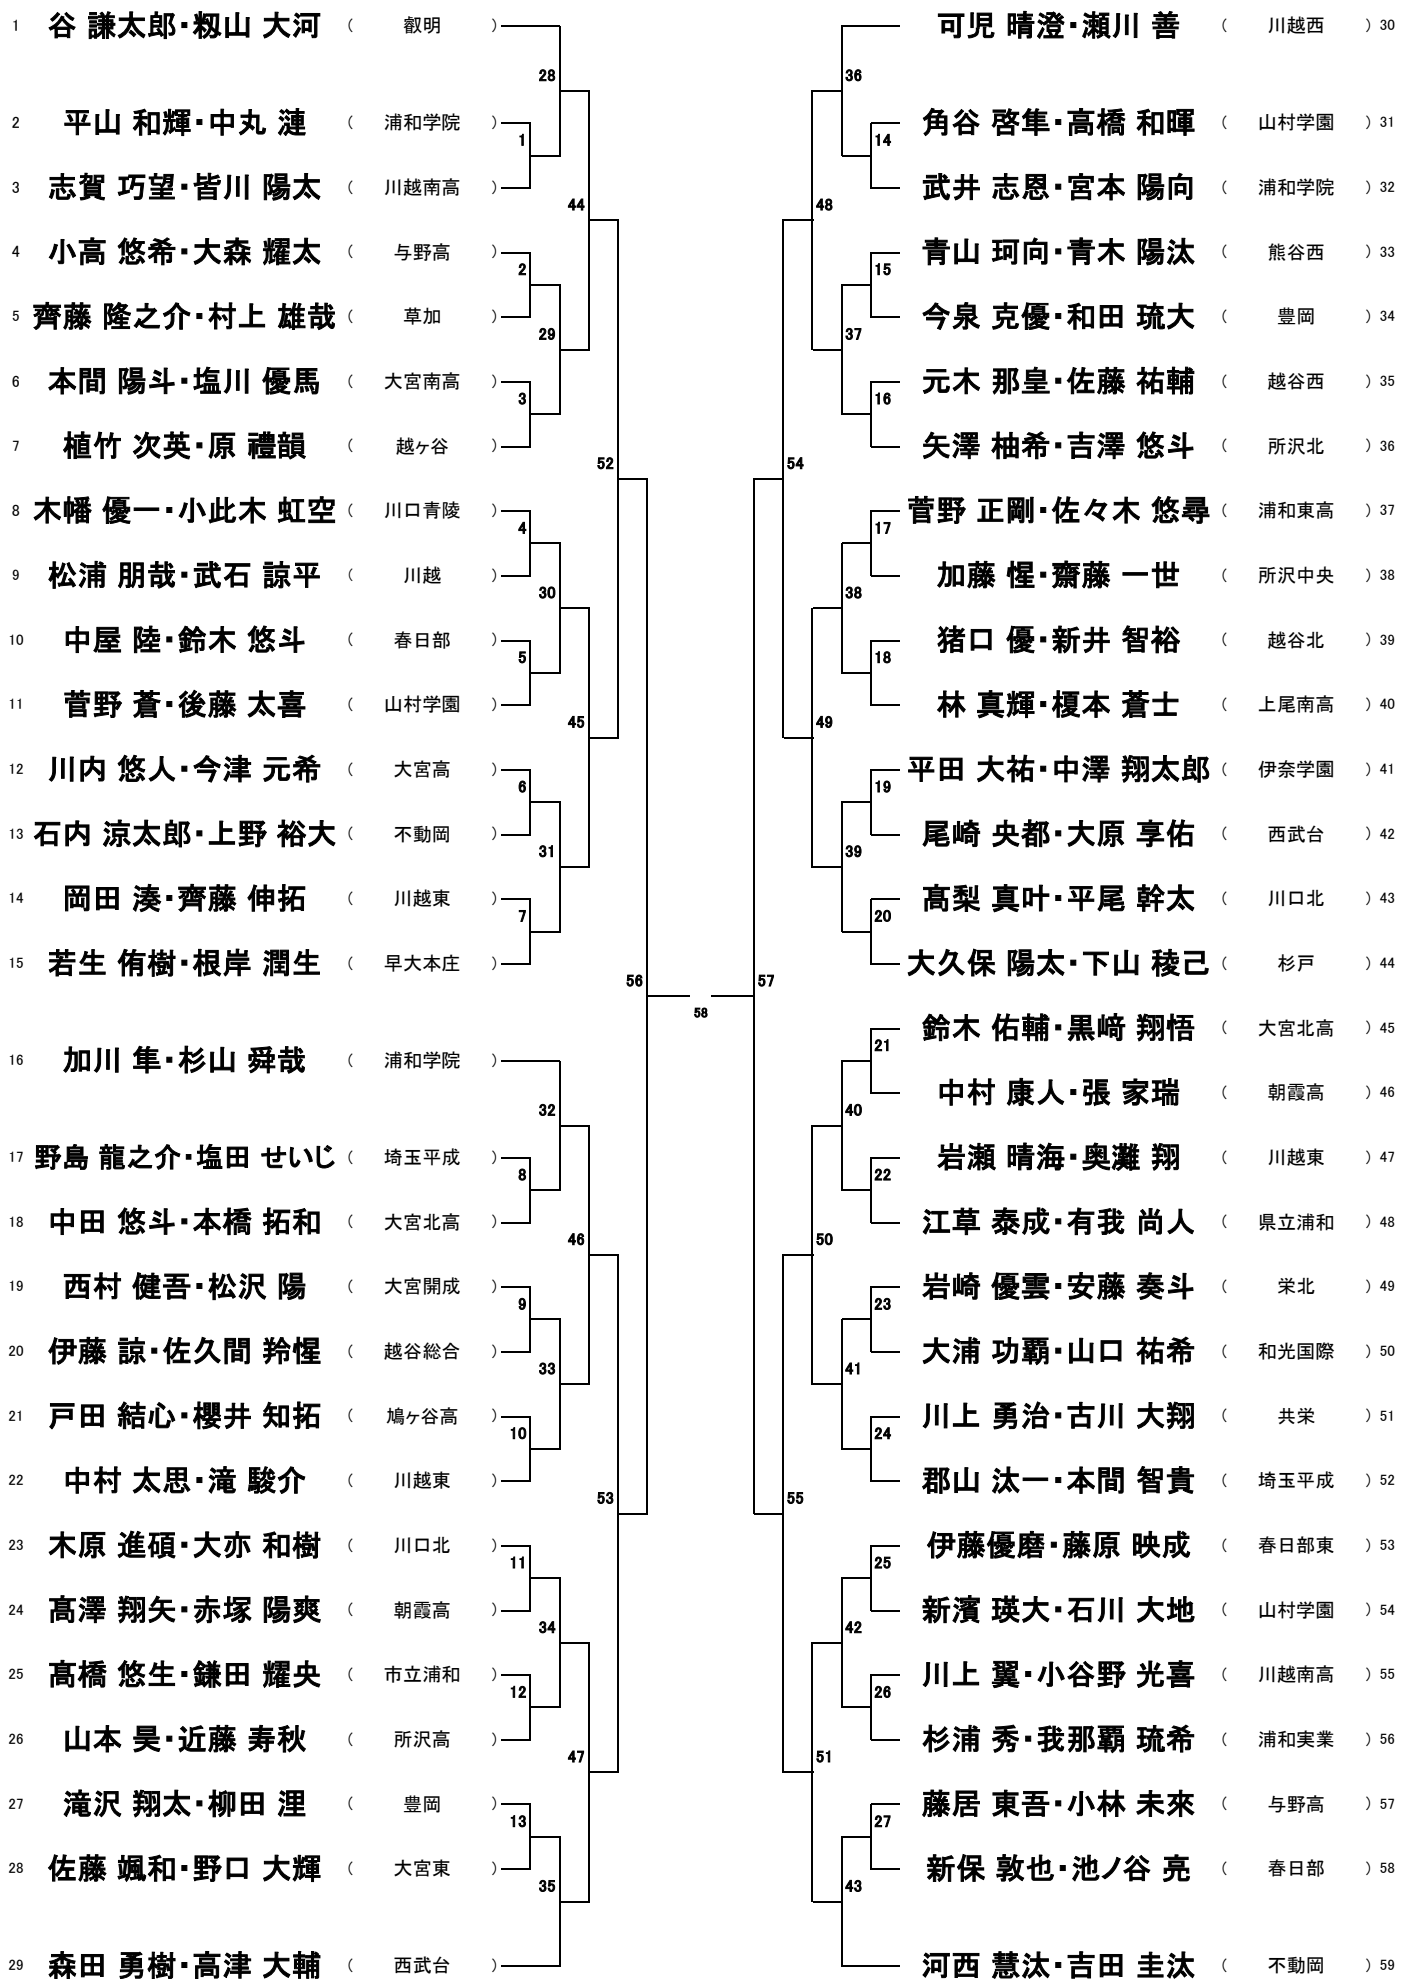 1 谷 謙太郎・籾山 大河 （ 叡明 ）
28
2 平山 和輝・中丸 漣 （ 浦和学院 ）
1
3 志賀 巧望・皆川 陽太 （ 川越南高 ）
44
4 小高 悠希・大森 耀太 （ 与野高 ）
2
5 齊藤 隆之介・村上 雄哉 （ 草加 ）
29
6 本間 陽斗・塩川 優馬 （ 大宮南高 ）
3
7 植竹 次英・原 禮韻 （ 越ヶ谷 ）
52
8 木幡 優一・小此木 虹空 （ 川口青陵 ）
4
9 松浦 朋哉・武石 諒平 （ 川越 ）
30
10 中屋 陸・鈴木 悠斗 （ 春日部 ）
5
11 菅野 蒼・後藤 太喜 （ 山村学園 ）
45
12 川内 悠人・今津 元希 （ 大宮高 ）
6
13 石内 涼太郎・上野 裕大 （ 不動岡 ）
31
14 岡田 湊・齊藤 伸拓 （ 川越東 ）
7
15 若生 侑樹・根岸 潤生 （ 早大本庄 ）
56
16 加川 隼・杉山 舜哉 （ 浦和学院 ）
32
17 野島 龍之介・塩田 せいじ （ 埼玉平成 ）
8
18 中田 悠斗・本橋 拓和 （ 大宮北高 ）
46
19 西村 健吾・松沢 陽 （ 大宮開成 ）
9
20 伊藤 諒・佐久間 羚惺 （ 越谷総合 ）
33
21 戸田 結心・櫻井 知拓 （ 鳩ヶ谷高 ）
10
22 中村 太思・滝 駿介 （ 川越東 ）
53
23 木原 進碩・大亦 和樹 （ 川口北 ）
11
24 髙澤 翔矢・赤塚 陽爽 （ 朝霞高 ）
34
25 髙橋 悠生・鎌田 耀央 （ 市立浦和 ）
12
26 山本 昊・近藤 寿秋 （ 所沢高 ）
47
27 滝沢 翔太・柳田 浬 （ 豊岡 ）
13
28 佐藤 颯和・野口 大輝 （ 大宮東 ）
35
29 森田 勇樹・高津 大輔 （ 西武台 ）
58
可児 晴澄・瀬川 善 （ 川越西 ） 30
36
角谷 啓隼・高橋 和暉 （ 山村学園 ） 31
14
武井 志恩・宮本 陽向 （ 浦和学院 ） 32
48
青山 珂向・青木 陽汰 （ 熊谷西 ） 33
15
今泉 克優・和田 琉大 （ 豊岡 ） 34
37
元木 那皇・佐藤 祐輔 （ 越谷西 ） 35
16
矢澤 柚希・吉澤 悠斗 （ 所沢北 ） 36
54
菅野 正剛・佐々木 悠尋 （ 浦和東高 ） 37
17
加藤 惺・齋藤 一世 （ 所沢中央 ） 38
38
猪口 優・新井 智裕 （ 越谷北 ） 39
18
林 真輝・榎本 蒼士 （ 上尾南高 ） 40
49
平田 大祐・中澤 翔太郎 （ 伊奈学園 ） 41
19
尾崎 央都・大原 享佑 （ 西武台 ） 42
39
髙梨 真叶・平尾 幹太 （ 川口北 ） 43
20
大久保 陽太・下山 稜己 （ 杉戸 ） 44
57
鈴木 佑輔・黒﨑 翔悟 （ 大宮北高 ） 45
21
中村 康人・張 家瑞 （ 朝霞高 ） 46
40
岩瀬 晴海・奥灘 翔 （ 川越東 ） 47
22
江草 泰成・有我 尚人 （ 県立浦和 ） 48
50
岩崎 優雲・安藤 奏斗 （ 栄北 ） 49
23
大浦 功覇・山口 祐希 （ 和光国際 ） 50
41
川上 勇治・古川 大翔 （ 共栄 ） 51
24
郡山 汰一・本間 智貴 （ 埼玉平成 ） 52
55
伊藤優磨・藤原 映成 （ 春日部東 ） 53
25
新濱 瑛大・石川 大地 （ 山村学園 ） 54
42
川上 翼・小谷野 光喜 （ 川越南高 ） 55
26
杉浦 秀・我那覇 琉希 （ 浦和実業 ） 56
51
藤居 東吾・小林 未來 （ 与野高 ） 57
27
新保 敦也・池ノ谷 亮 （ 春日部 ） 58
43
河西 慧汰・吉田 圭汰 （ 不動岡 ） 59